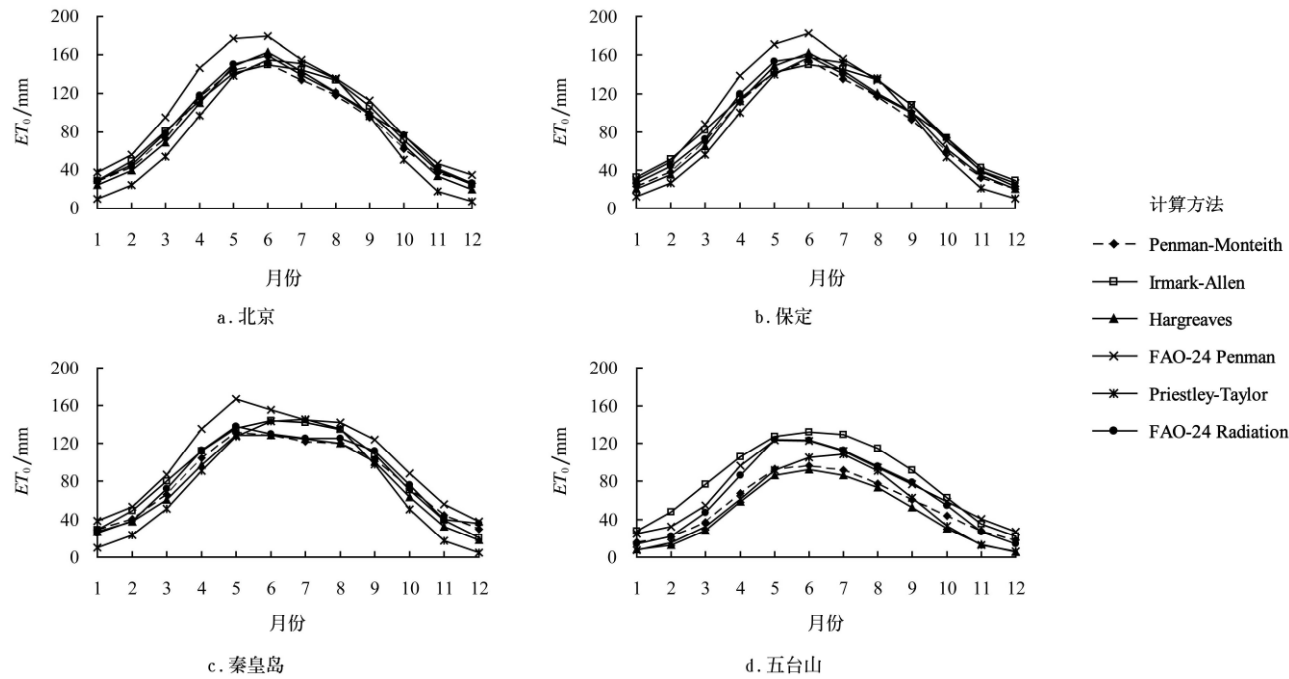 200
160
120
80
40
0
ET₀/mm
1 2 3 4 5 6 7 8 9 10 11 12
月份
a.北京
200
160
120
80
40
0
ET₀/mm
1 2 3 4 5 6 7 8 9 10 11 12
月份
b.保定
计算方法
Penman-Monteith
Irmark-Allen
Hargreaves
FAO-24 Penman
Priestley-Taylor
FAO-24 Radiation
200
160
120
80
40
0
ET₀/mm
1 2 3 4 5 6 7 8 9 10 11 12
月份
c.秦皇岛
200
160
120
80
40
0
ET₀/mm
1 2 3 4 5 6 7 8 9 10 11 12
月份
d.五台山